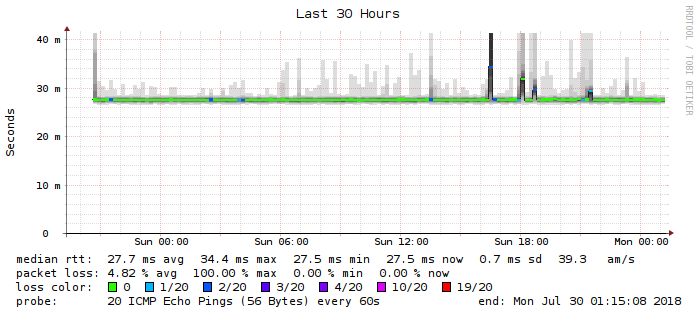 Last 30 Hours
RRDTOOL / TOBI OETIKER
Seconds
40 m
30 m
20 m
10 m
0
Sun 00:00 Sun 06:00 Sun 12:00 Sun 18:00 Mon 00:00
median rtt: 27.7 ms avg 34.4 ms max 27.5 ms min 27.5 ms now 0.7 ms sd 39.3 am/s
packet loss: 4.82 % avg 100.00 % max 0.00 % min 0.00 % now
loss color: 0 1/20 2/20 3/20 4/20 10/20 19/20
probe: 20 ICMP Echo Pings (56 Bytes) every 60s end: Mon Jul 30 01:15:08 2018